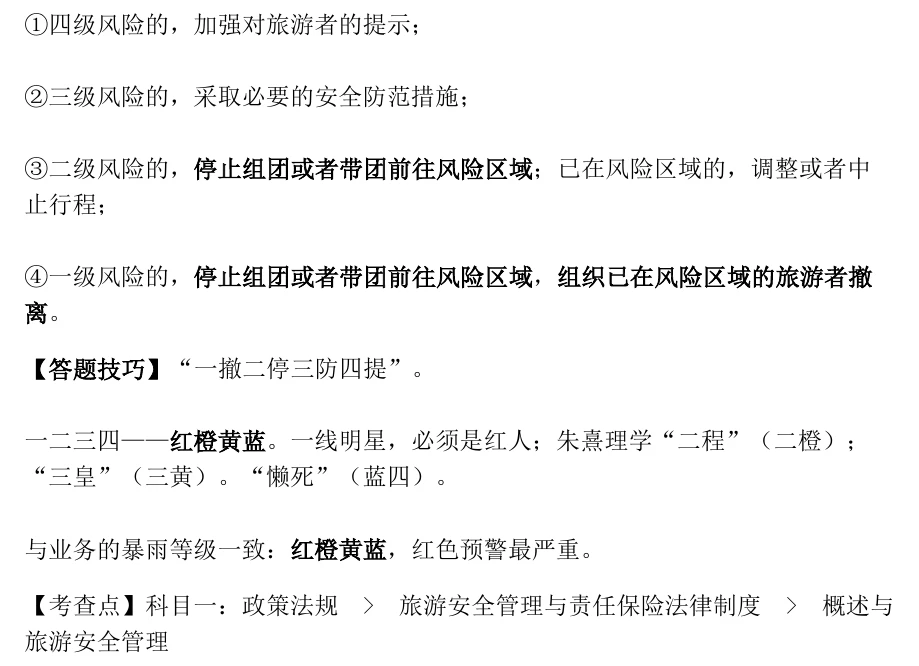 ①四级风险的，加强对旅游者的提示；
②三级风险的，采取必要的安全防范措施；
③二级风险的，停止组团或者带团前往风险区域；已在风险区域的，调整或者中
止行程；
④一级风险的，停止组团或者带团前往风险区域，组织已在风险区域的旅游者撤
离。
【答题技巧】“一撤二停三防四提”。
一二三四——红橙黄蓝。一线明星，必须是红人；朱熹理学“二程”（二橙）；
“三皇”（三黄）。“懒死”（蓝四）。
与业务的暴雨等级一致：红橙黄蓝，红色预警最严重。
【考查点】科目一：政策法规 > 旅游安全管理与责任保险法律制度 > 概述与
旅游安全管理